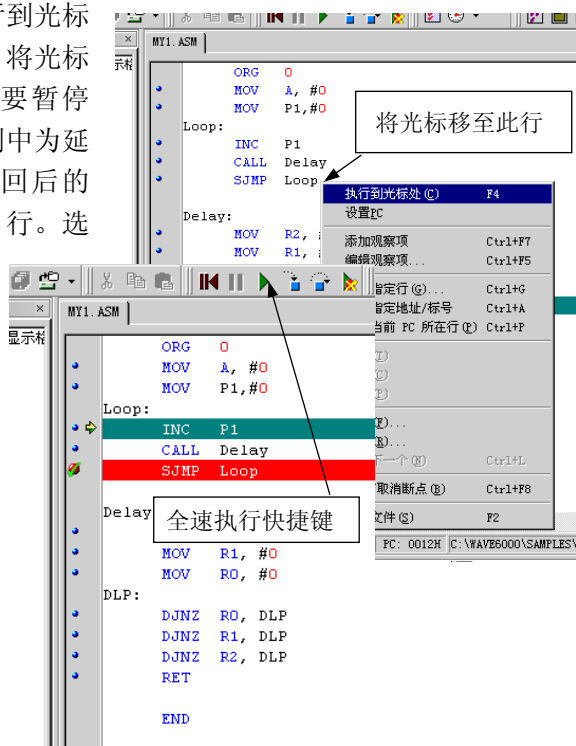 行到光标
将光标
要暂停
列中为延
回后的
行。选
MY1.ASM
示格
ORG 0
MOV A, #0
MOV P1,#0
Loop:
INC P1
CALL Delay
SJMP Loop
Delay:
MOV R2,
MOV R1,
将光标移至此行
执行到光标处(C) F4
设置PC
添加观察项 Ctrl+F7
编辑观察项... Ctrl+F5
指定行(G)... Ctrl+G
指定地址/标号 Ctrl+A
当前 PC 所在行(P) Ctrl+P
(T)
(C)
(P)
(F)...
(R)...
下一个(N) Ctrl+L
取消断点(B) Ctrl+F8
文件(S) F2
PC: 0012H C:\WAVE6000\SAMPLES\
MY1.ASM
显示格
ORG 0
MOV A, #0
MOV P1,#0
Loop:
INC P1
CALL Delay
SJMP Loop
Delay
全速执行快捷键
MOV R1, #0
MOV R0, #0
DLP:
DJNZ R0, DLP
DJNZ R1, DLP
DJNZ R2, DLP
RET
END